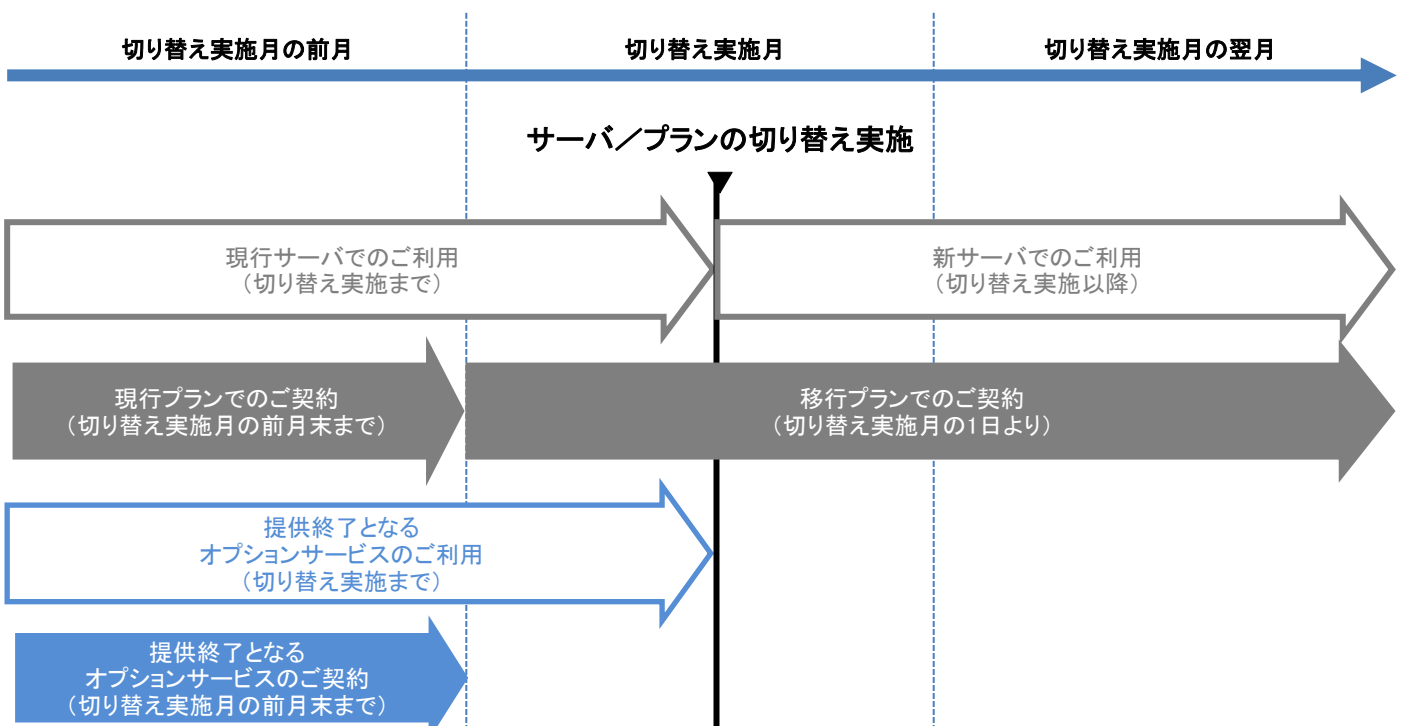 切り替え実施月の前月
切り替え実施月
切り替え実施月の翌月
サーバ／プランの切り替え実施
現行サーバでのご利用
（切り替え実施まで）
新サーバでのご利用
（切り替え実施以降）
現行プランでのご契約
（切り替え実施月の前月末まで）
移行プランでのご契約
（切り替え実施月の1日より）
提供終了となる
オプションサービスのご利用
（切り替え実施まで）
提供終了となる
オプションサービスのご契約
（切り替え実施月の前月末まで）